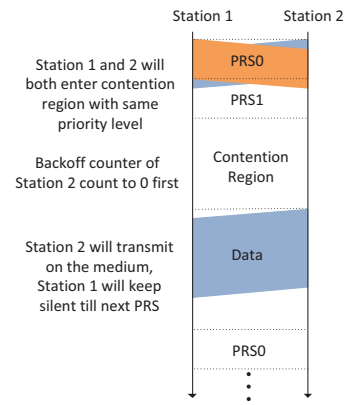 Station 1
Station 2
PRS0
Station 1 and 2 will
both enter contention
region with same
priority level
PRS1
Backoff counter of
Station 2 count to 0 first
Contention
Region
Station 2 will transmit
on the medium,
Station 1 will keep
silent till next PRS
Data
PRS0